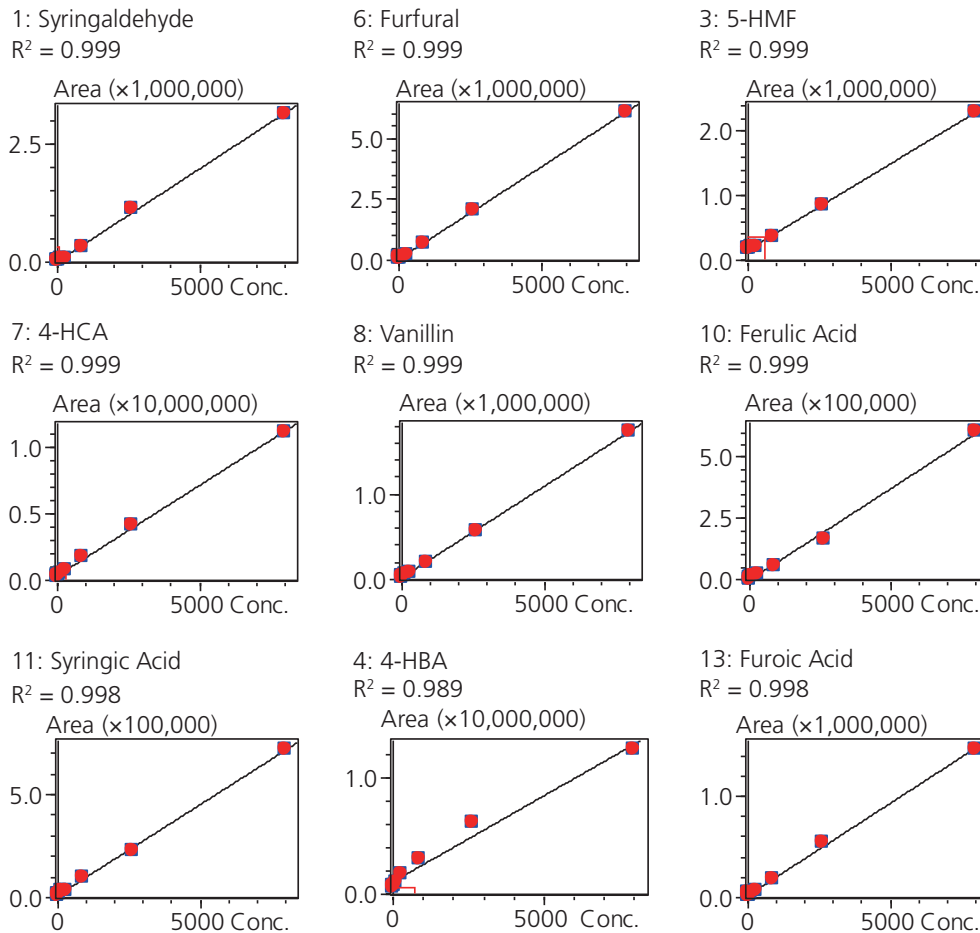 1: Syringaldehyde
R² = 0.999
Area (×1,000,000)
2.5
0.0
0 5000 Conc.
6: Furfural
R² = 0.999
Area (×1,000,000)
5.0
2.5
0.0
0 5000 Conc.
3: 5-HMF
R² = 0.999
Area (×1,000,000)
2.0
1.0
0.0
0 5000 Conc.
7: 4-HCA
R² = 0.999
Area (×10,000,000)
1.0
0.5
0.0
0 5000 Conc.
8: Vanillin
R² = 0.999
Area (×1,000,000)
1.0
0.0
0 5000 Conc.
10: Ferulic Acid
R² = 0.999
Area (×100,000)
5.0
2.5
0.0
0 5000 Conc.
11: Syringic Acid
R² = 0.998
Area (×100,000)
5.0
0.0
0 5000 Conc.
4: 4-HBA
R² = 0.989
Area (×10,000,000)
1.0
0.0
0 5000 Conc.
13: Furoic Acid
R² = 0.998
Area (×1,000,000)
1.0
0.0
0 5000 Conc.